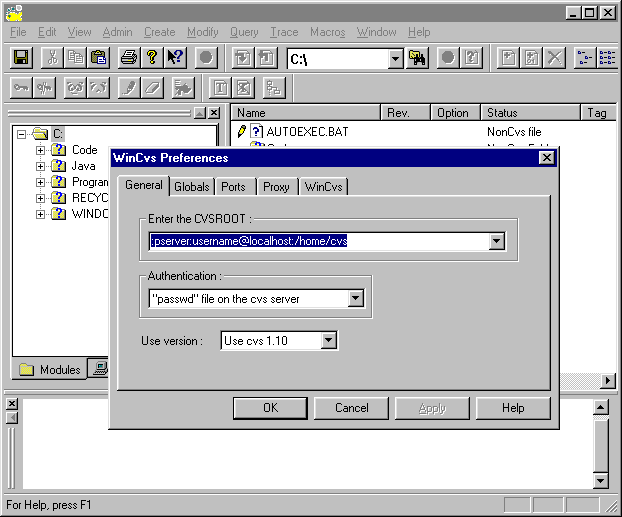 File Edit View Admin Create Modify Query Trace Macros Window Help
C:\
Name Rev. Option Status Tag
C:
AUTOEXEC.BAT NonCvs file
Code
Java
Program
RECYC
WINDO
WinCvs Preferences
General Globals Ports Proxy WinCvs
Enter the CVSROOT :
:pserver:username@localhost:/home/cvs
Authentication :
"passwd" file on the cvs server
Use version : Use cvs 1.10
Modules
OK Cancel Apply Help
For Help, press F1